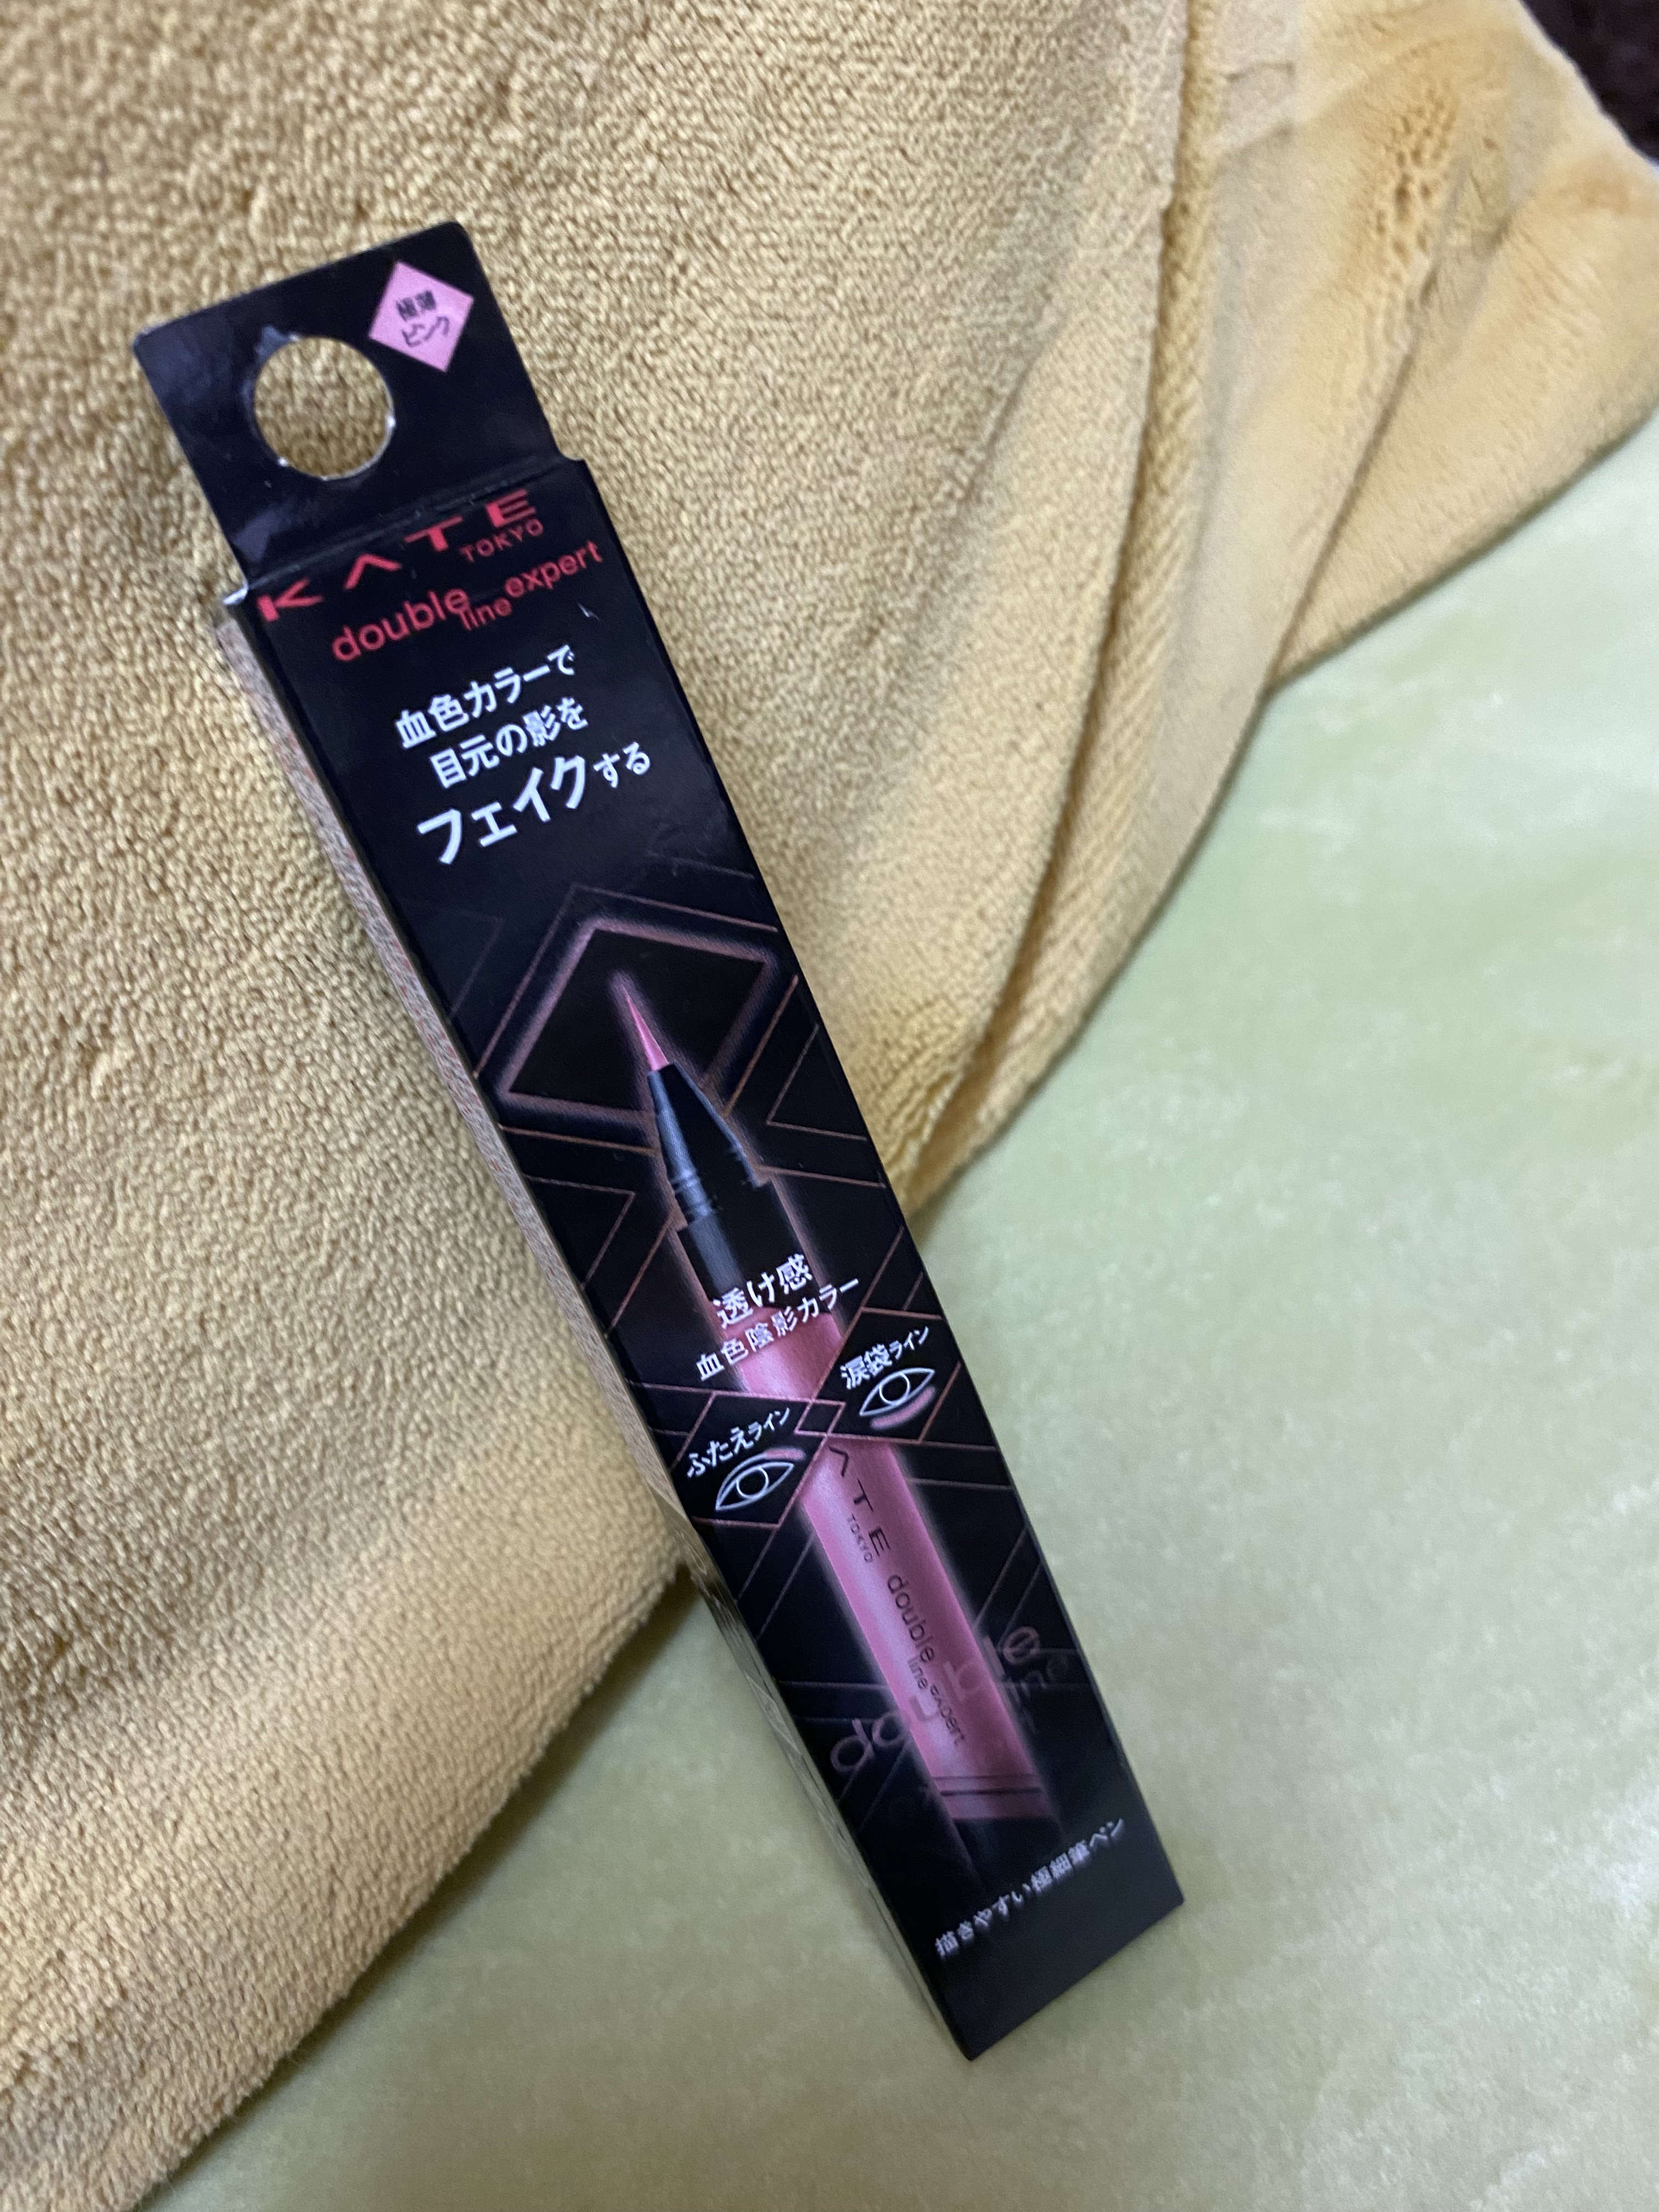 極薄
ピンク
KATE
TOKYO
double line expert
血色カラーで
目元の影を
フェイクする
透け感
血色陰影カラー
涙袋ライン
ふたえライン
ATE
TOKYO
double line expert
描きやすい極細筆ペン